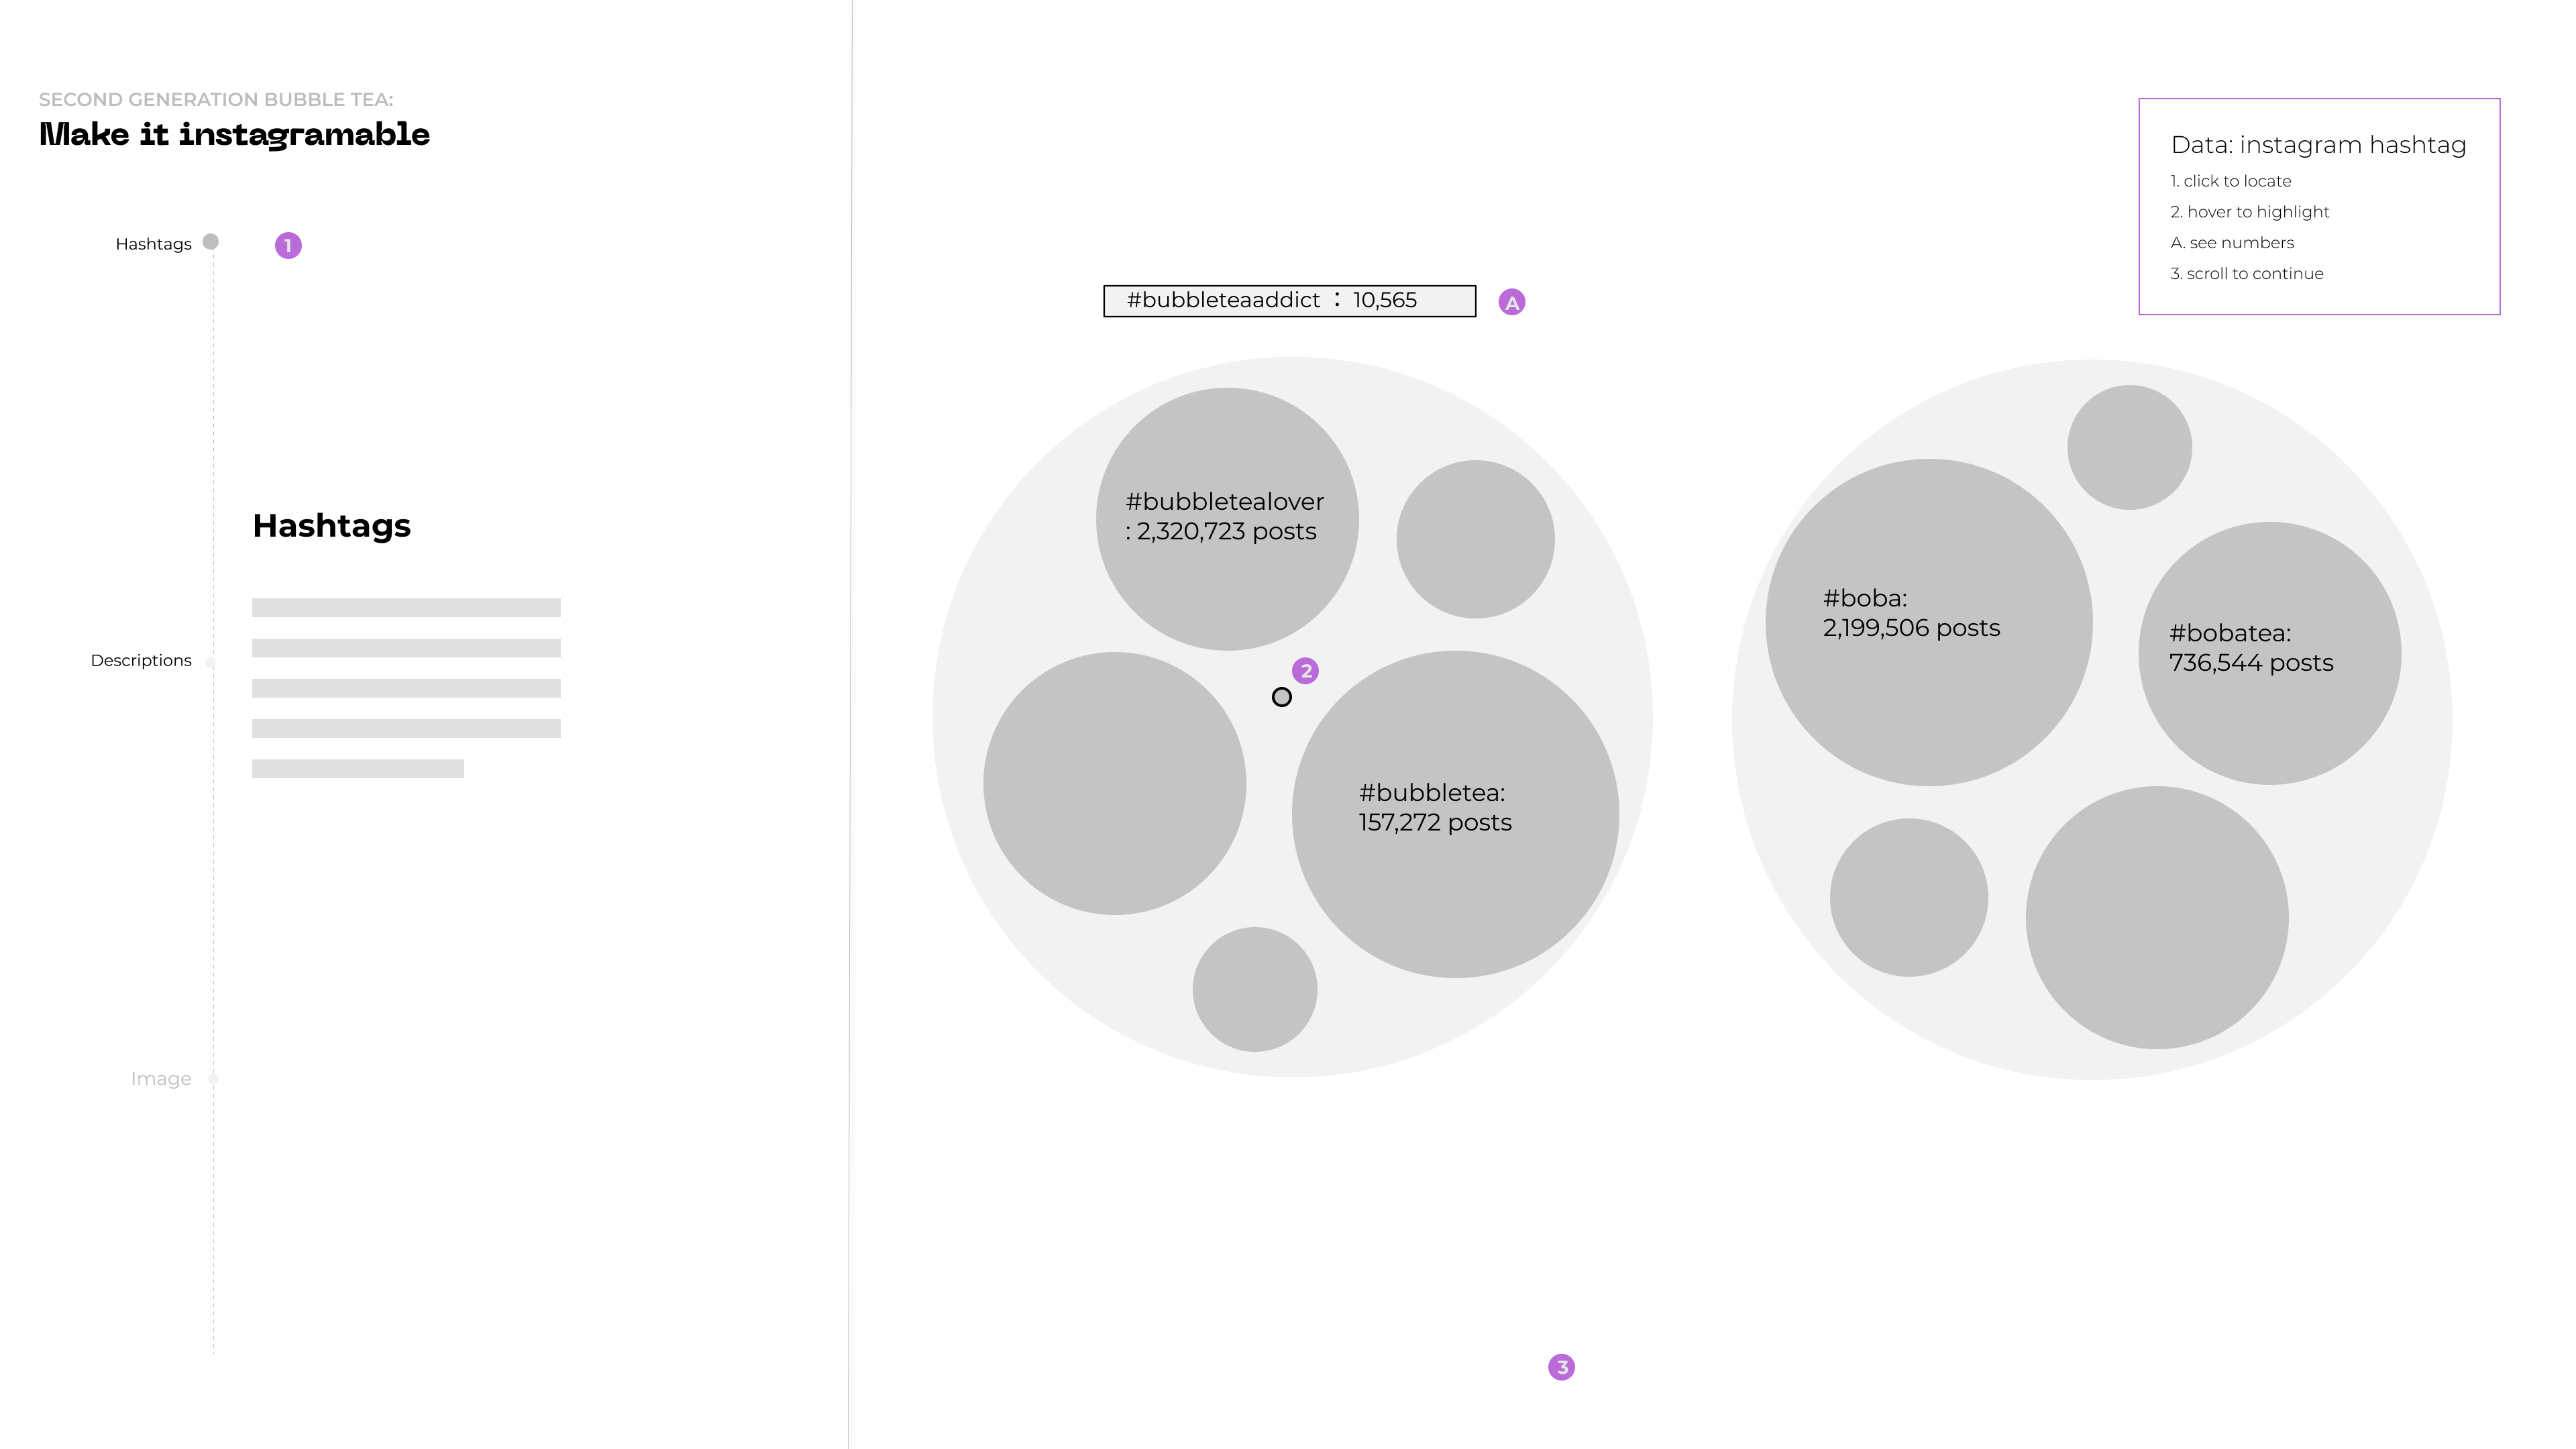 SECOND GENERATION BUBBLE TEA:
Make it instagramable
Hashtags
1
Hashtags
Descriptions
Image
#bubbleteaaddict : 10,565
A
#bubbletealover
: 2,320,723 posts
2
#bubbletea:
157,272 posts
#boba:
2,199,506 posts
#bobatea:
736,544 posts
3
Data: instagram hashtag
1. click to locate
2. hover to highlight
A. see numbers
3. scroll to continue